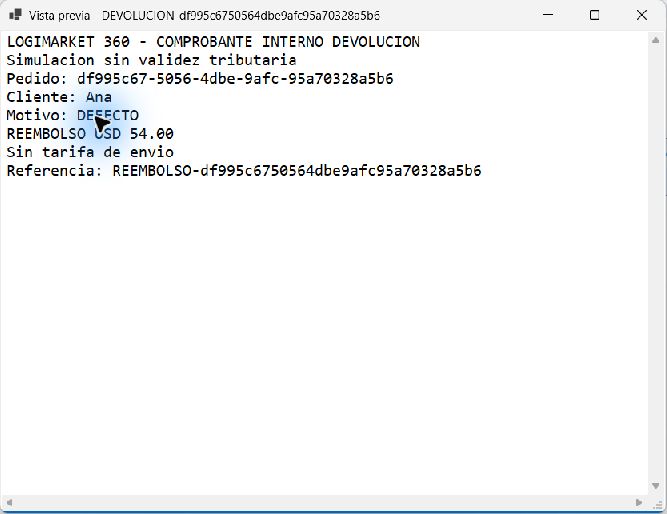 Vista previa - DEVOLUCION-df995c6750564dbe9afc95a70328a5b6
LOGIMARKET 360 - COMPROBANTE INTERNO DEVOLUCION
Simulacion sin validez tributaria
Pedido: df995c67-5056-4dbe-9afc-95a70328a5b6
Cliente: Ana
Motivo: DEFECTO
REEMBOLSO USD 54.00
Sin tarifa de envio
Referencia: REEMBOLSO-df995c6750564dbe9afc95a70328a5b6